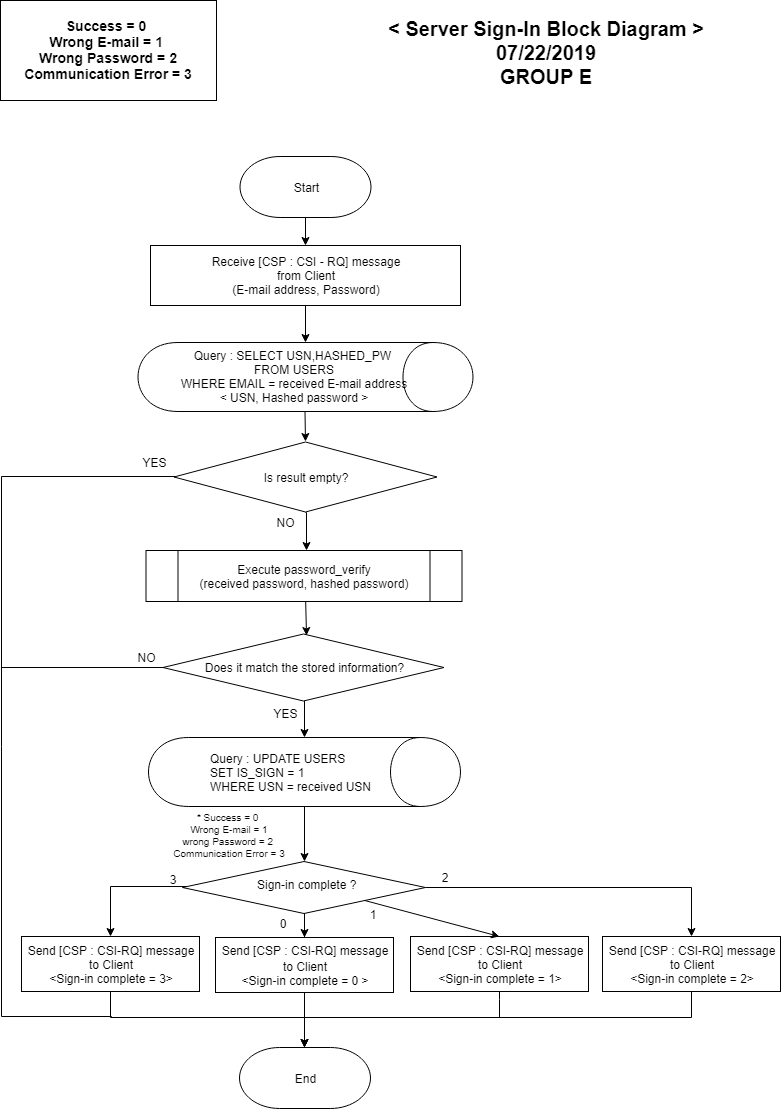 Success = 0
Wrong E-mail = 1
Wrong Password = 2
Communication Error = 3
< Server Sign-In Block Diagram >
07/22/2019
GROUP E
Start
Receive [CSP : CSI - RQ] message
from Client
(E-mail address, Password)
Query : SELECT USN,HASHED_PW
FROM USERS
WHERE EMAIL = received E-mail address
< USN, Hashed password >
YES
Is result empty?
NO
Execute password_verify
(received password, hashed password)
NO
Does it match the stored information?
YES
Query : UPDATE USERS
SET IS_SIGN = 1
WHERE USN = received USN
* Success = 0
Wrong E-mail = 1
wrong Password = 2
Communication Error = 3
3
Sign-in complete ?
2
0
1
Send [CSP : CSI-RQ] message
to Client
<Sign-in complete = 3>
Send [CSP : CSI-RQ] message
to Client
<Sign-in complete = 0 >
Send [CSP : CSI-RQ] message
to Client
<Sign-in complete = 1>
Send [CSP : CSI-RQ] message
to Client
<Sign-in complete = 2>
End